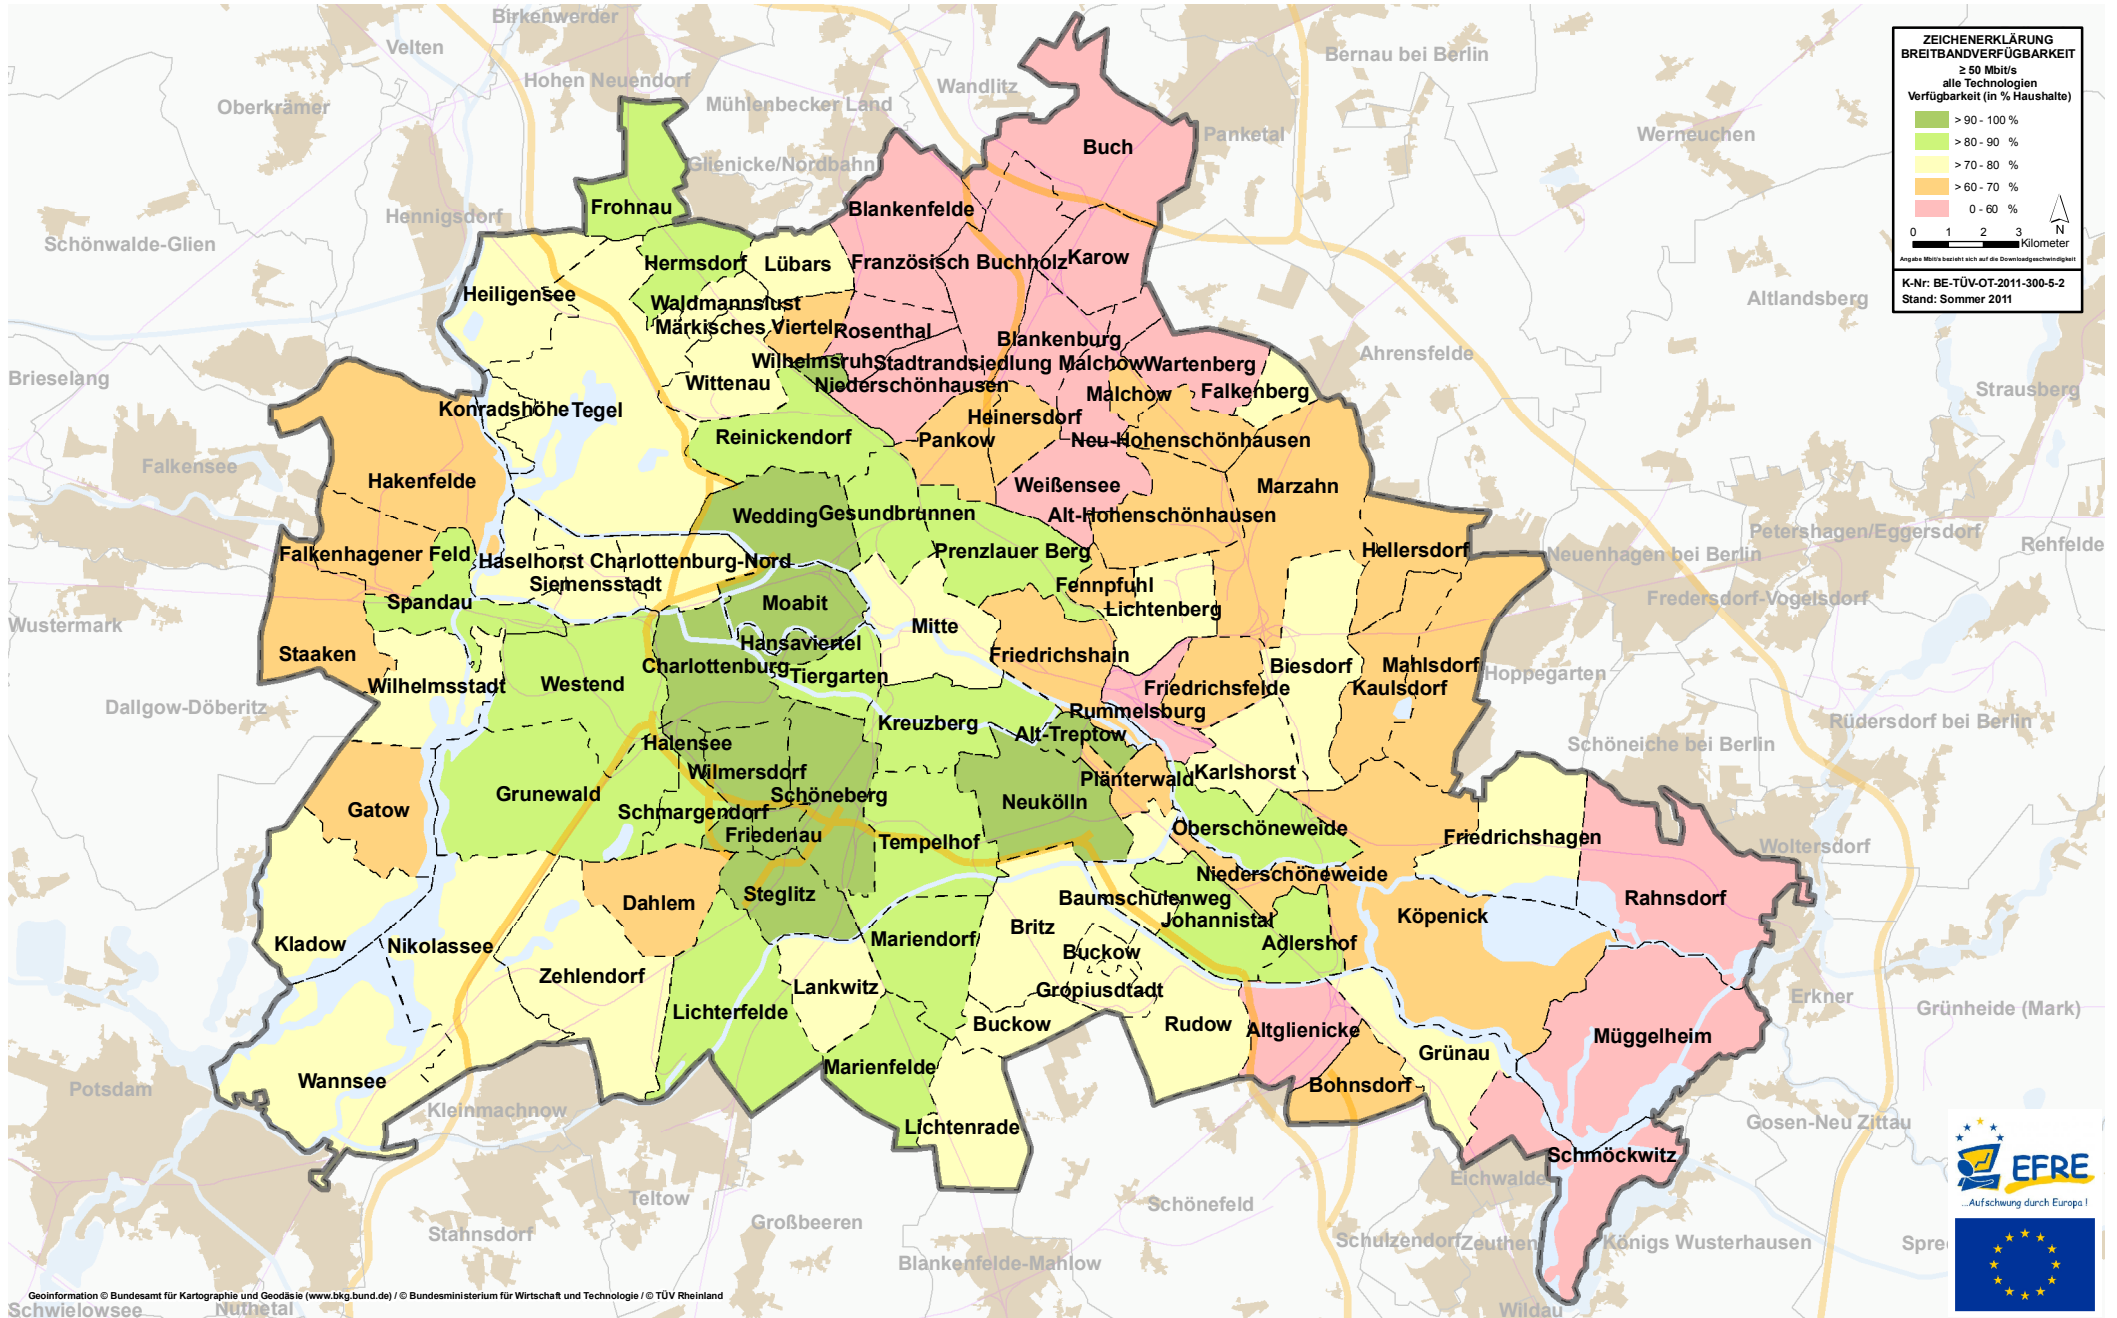 Birkenwerder
Velten
Bernau bei Berlin
Hohen Neuendorf
Wandlitz
Oberkrämer
Mühlenbecker Land
Panketal
Werneuchen
Buch
Glienicke/Nordbahn
Frohnau
Blankenfelde
Hennigsdorf
Schönwalde-Glien
Hermsdorf
Lübars
Französisch Buchholz
Karow
Heiligensee
Waldmannslust
Altlandsberg
Märkisches Viertel
Rosenthal
Blankenburg
Wilhelmsruh
Stadtrandsiedlung Malchow
Wartenberg
Ahrensfelde
Brieselang
Wittenau
Niederschönhausen
Malchow
Falkenberg
Strausberg
Konradshöhe
Tegel
Heinersdorf
Reinickendorf
Pankow
Neu-Hohenschönhausen
Falkensee
Hakenfelde
Weißensee
Marzahn
Wedding
Gesundbrunnen
Alt-Hohenschönhausen
Petershagen/Eggersdorf
Rehfelde
Falkenhagener Feld
Haselhorst
Charlottenburg-Nord
Prenzlauer Berg
Hellersdorf
Neuenhagen bei Berlin
Siemensstadt
Fennpfuhl
Spandau
Moabit
Lichtenberg
Fredersdorf-Vogelsdorf
Wustermark
Mitte
Hansaviertel
Staaken
Charlottenburg
Friedrichshain
Biesdorf
Mahlsdorf
Hoppegarten
Wilhelmsstadt
Westend
Tiergarten
Friedrichsfelde
Kaulsdorf
Dallgow-Döberitz
Rummelsburg
Kreuzberg
Rüdersdorf bei Berlin
Halensee
Alt-Treptow
Schöneiche bei Berlin
Wilmersdorf
Plänterwald
Karlshorst
Grunewald
Schöneberg
Neukölln
Gatow
Schmargendorf
Friedenau
Oberschöneweide
Friedrichshagen
Tempelhof
Woltersdorf
Niederschöneweide
Steglitz
Dahlem
Baumschulenweg
Rahnsdorf
Johannistal
Köpenick
Britz
Kladow
Nikolassee
Mariendorf
Adlershof
Buckow
Zehlendorf
Lankwitz
Gropiusdtadt
Erkner
Lichterfelde
Grünheide (Mark)
Buckow
Rudow
Altglienicke
Müggelheim
Grünau
Marienfelde
Wannsee
Bohnsdorf
Potsdam
Kleinmachnow
Lichtenrade
Gosen-Neu Zittau
Schmöckwitz
Eichwalde
Teltow
Schönefeld
Großbeeren
Stahnsdorf
Schulzendorf
Zeuthen
Königs Wusterhausen
Spre
Blankenfelde-Mahlow
Schwielowsee
Nuthetal
Wildau
ZEICHENERKLÄRUNG
BREITBANDVERFÜGBARKEIT
≥ 50 Mbit/s
alle Technologien
Verfügbarkeit (in % Haushalte)
> 90 - 100 %
> 80 - 90 %
> 70 - 80 %
> 60 - 70 %
0 - 60 %
N
0 1 2 3
Kilometer
Angabe Mbit/s bezieht sich auf die Downloadgeschwindigkeit
K-Nr: BE-TÜV-OT-2011-300-5-2
Stand: Sommer 2011
EFRE
...Aufschwung durch Europa !
Geoinformation © Bundesamt für Kartographie und Geodäsie (www.bkg.bund.de) / © Bundesministerium für Wirtschaft und Technologie / © TÜV Rheinland